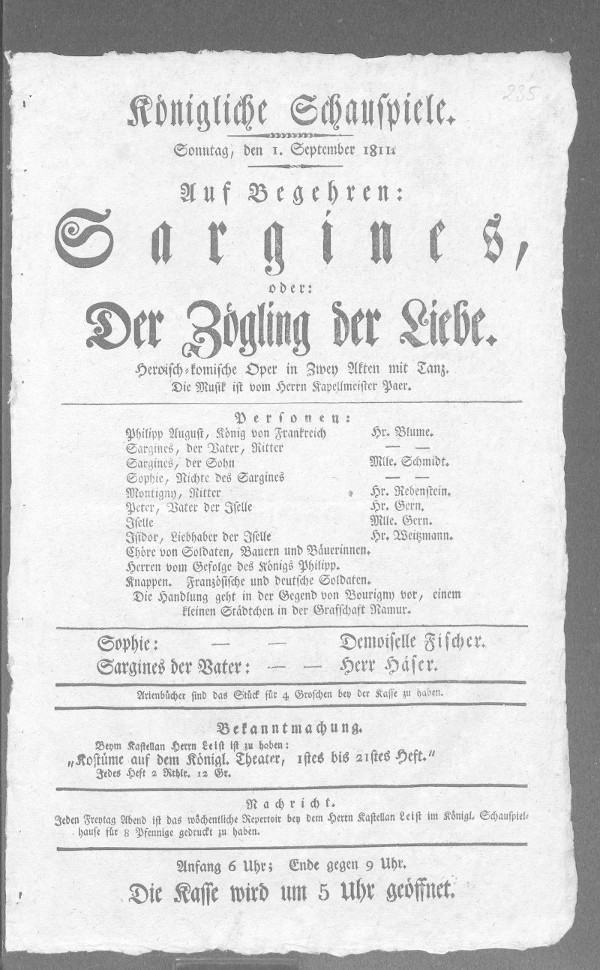 235
Königliche Schauspiele.
Sonntag, den 1. September 1811.
Auf Begehren:
Sargines,
oder:
Der Zögling der Liebe.
Heroisch-komische Oper in Zwey Akten mit Tanz.
Die Musik ist vom Herrn Kapellmeister Paer.
Personen:
Philipp August, König von Frankreich Hr. Blume.
Sargines, der Vater, Ritter — —
Sargines, der Sohn Mlle. Schmidt.
Sophie, Nichte des Sargines — —
Montigny, Ritter Hr. Rebenstein.
Peter, Vater der Iselle Hr. Gern.
Iselle Mlle. Gern.
Isidor, Liebhaber der Iselle Hr. Weitzmann.
Chöre von Soldaten, Bauern und Bäuerinnen.
Herren vom Gefolge des Königs Philipp.
Knappen. Französische und deutsche Soldaten.
Die Handlung geht in der Gegend von Bourigny vor, einem
kleinen Städtchen in der Grafschaft Namur.
Sophie: — — Demoiselle Fischer.
Sargines der Vater: — — Herr Häser.
Arienbücher sind das Stück für 4 Groschen bey der Kasse zu haben.
Bekanntmachung.
Beym Kastellan Herrn Leist ist zu haben:
„Kostüme auf dem Königl. Theater, 1stes bis 21stes Heft.“
Jedes Heft 2 Rthlr. 12 Gr.
Nachricht.
Jeden Freytag Abend ist das wöchentliche Repertoir bey dem Herrn Kastellan Leist im Königl. Schauspiel-
hause für 8 Pfennige gedruckt zu haben.
Anfang 6 Uhr; Ende gegen 9 Uhr.
Die Kasse wird um 5 Uhr geöffnet.